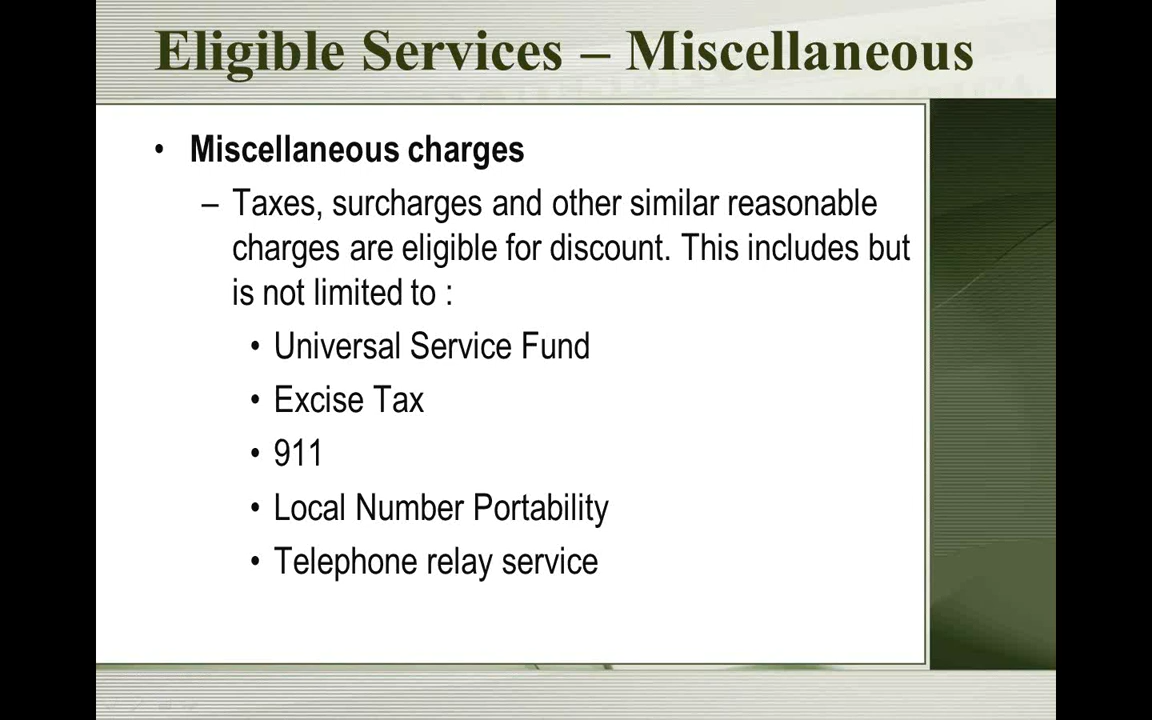 Eligible Services – Miscellaneous
• Miscellaneous charges
– Taxes, surcharges and other similar reasonable
charges are eligible for discount. This includes but
is not limited to :
• Universal Service Fund
• Excise Tax
• 911
• Local Number Portability
• Telephone relay service